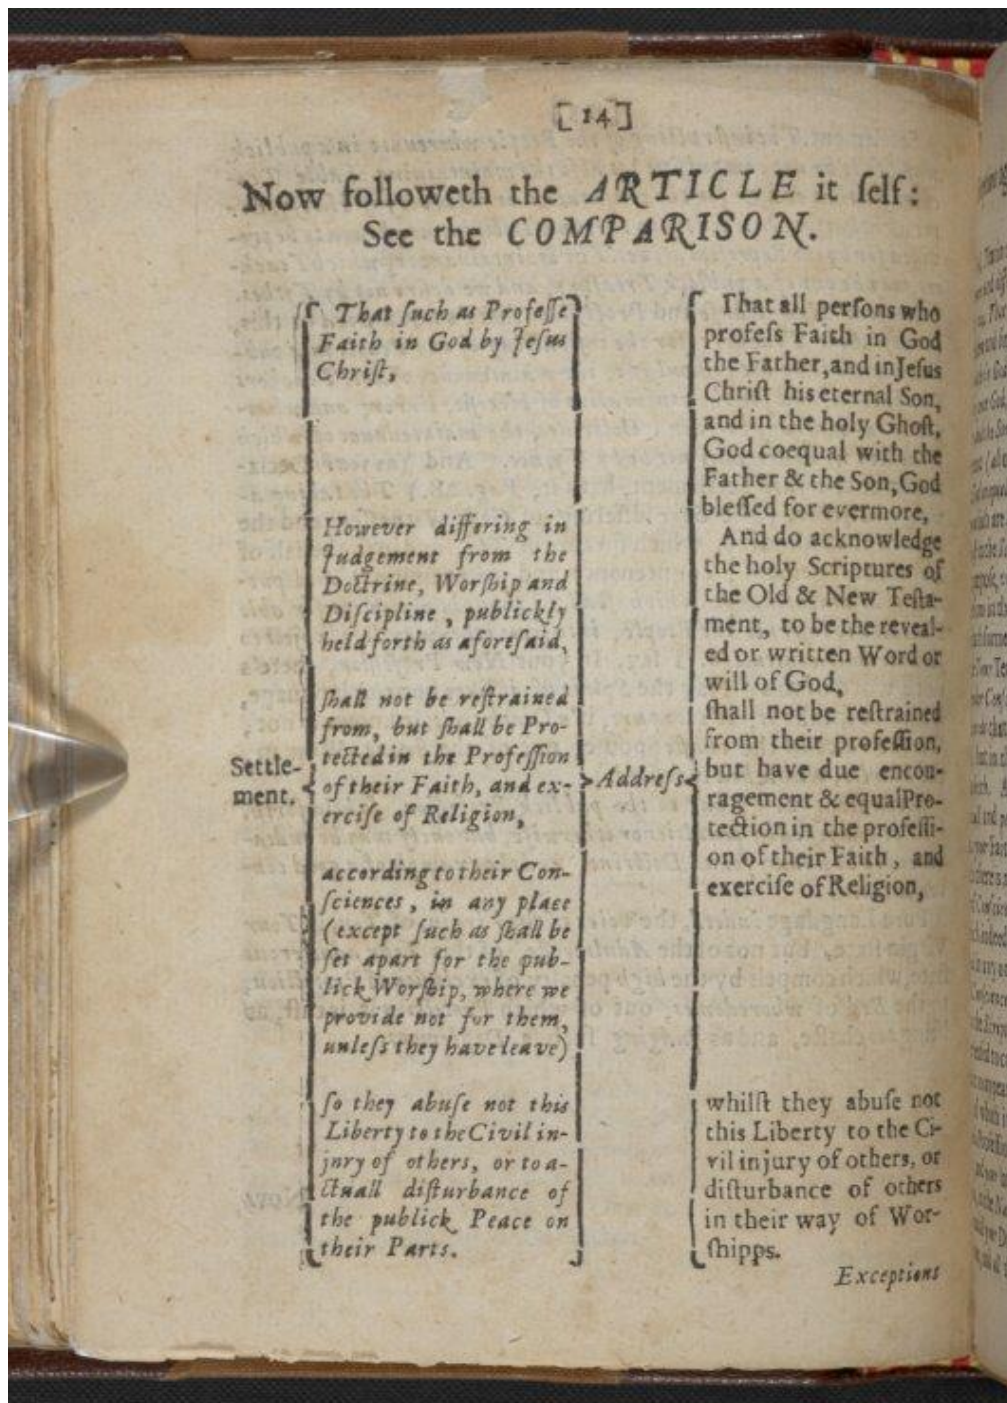 [14]
Now followeth the ARTICLE it ſelf:
See the COMPARISON.
Settle-
ment.
That ſuch as Profeſſe
Faith in God by Jeſus
Chriſt,
However differing in
Judgement from the
Doctrine, Worſhip and
Diſcipline, publickly
held forth as aforeſaid,
ſhall not be reſtrained
from, but ſhall be Pro-
tected in the Profeſſion
of their Faith, and ex-
erciſe of Religion,
according to their Con-
ſciences, in any place
(except ſuch as ſhall be
ſet apart for the pub-
lick Worſhip, where we
provide not for them,
unleſs they have leave)
ſo they abuſe not this
Liberty to the Civil in-
jnry of others, or to a-
ctuall diſturbance of
the publick Peace on
their Parts.
Addreſs
That all perſons who
profeſs Faith in God
the Father, and in Jeſus
Chriſt his eternal Son,
and in the holy Ghoſt,
God coequal with the
Father & the Son, God
bleſſed for evermore,
And do acknowledge
the holy Scriptures of
the Old & New Teſta-
ment, to be the reveal-
ed or written Word or
will of God,
ſhall not be reſtrained
from their profeſſion,
but have due encou-
ragement & equal Pro-
tection in the profeſſi-
on of their Faith, and
exerciſe of Religion,
whilſt they abuſe not
this Liberty to the Ci-
vil injury of others, or
diſturbance of others
in their way of Wor-
ſhipps.
Exceptions